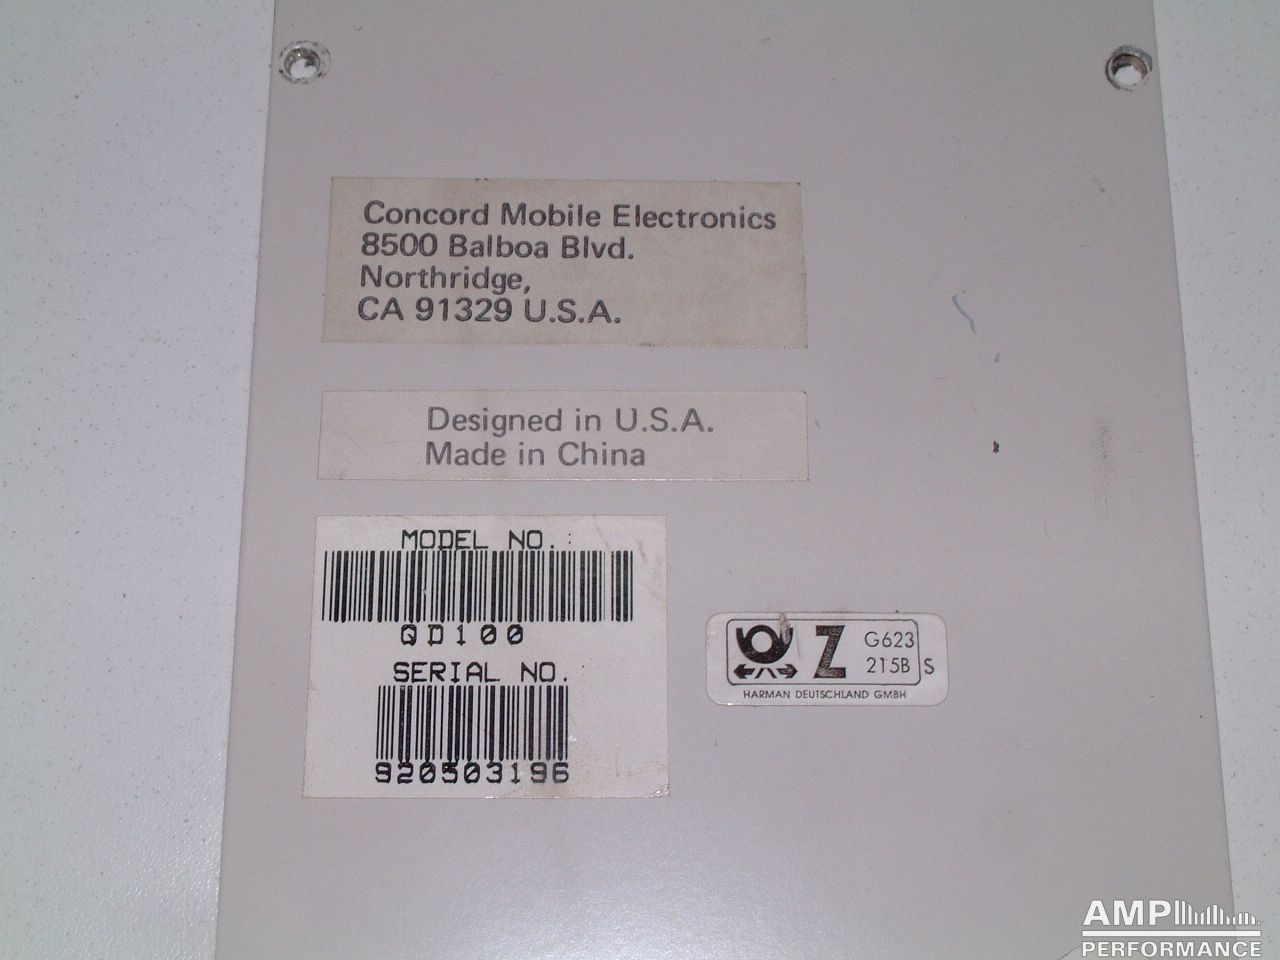 Concord Mobile Electronics
8500 Balboa Blvd.
Northridge,
CA 91329 U.S.A.
Designed in U.S.A.
Made in China
MODEL NO.:
QD100
SERIAL NO.
920503196
Z G623
215B S
HARMAN DEUTSCHLAND GMBH
AMP
PERFORMANCE